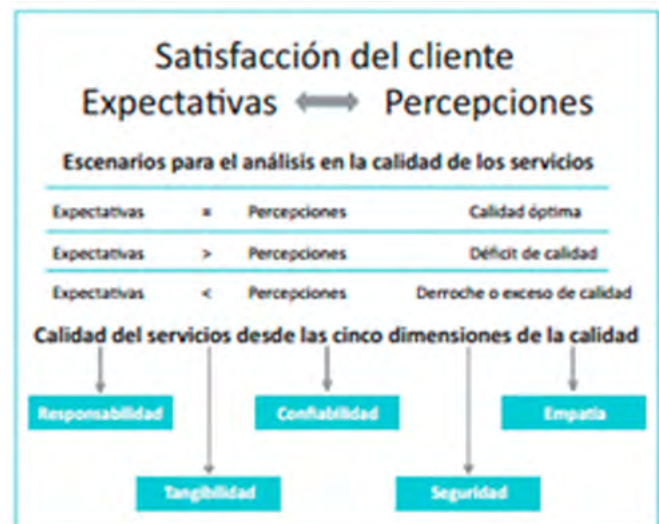 Satisfacción del cliente
Expectativas Percepciones
Escenarios para el análisis en la calidad de los servicios
Expectativas = Percepciones Calidad óptima
Expectativas > Percepciones Déficit de calidad
Expectativas < Percepciones Derroche o exceso de calidad
Calidad del servicios desde las cinco dimensiones de la calidad
Responsabilidad Confiabilidad Empatía
Tangibilidad Seguridad